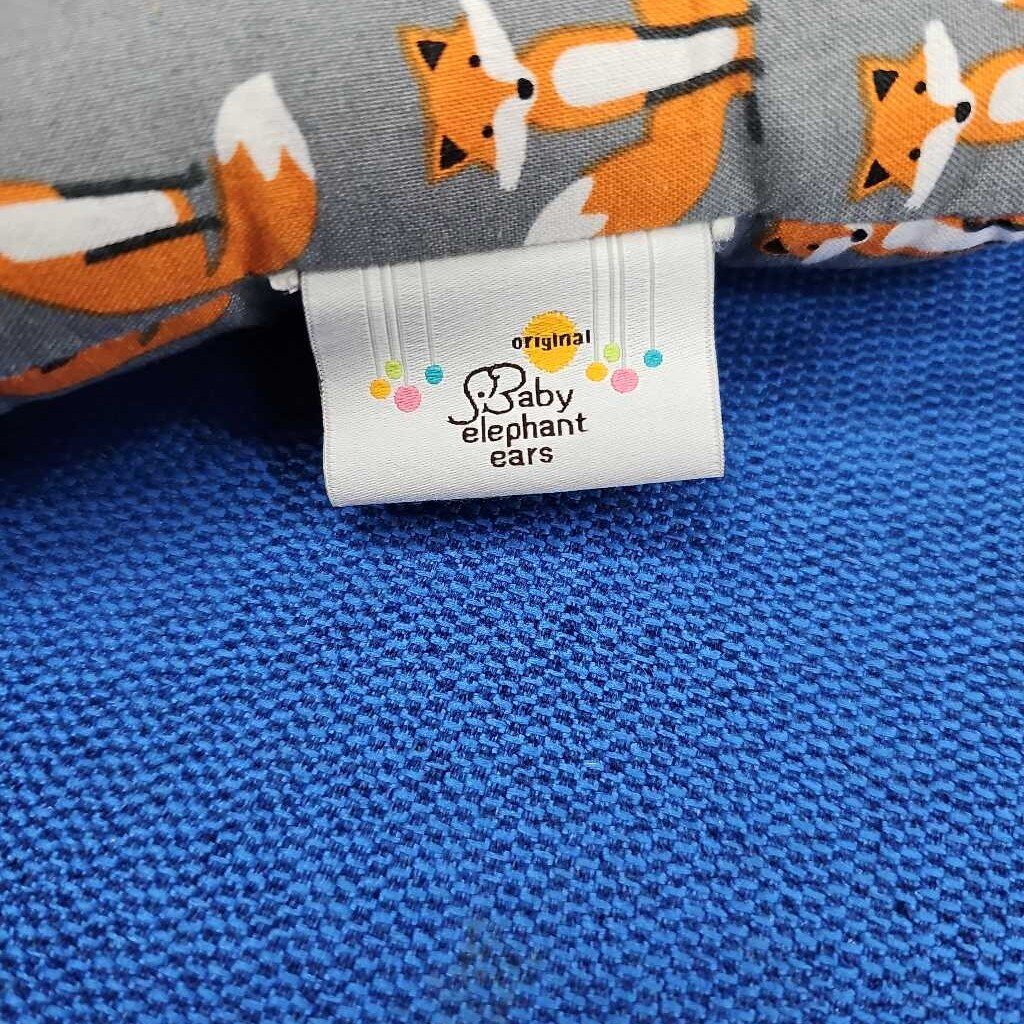 original
Baby
elephant
ears